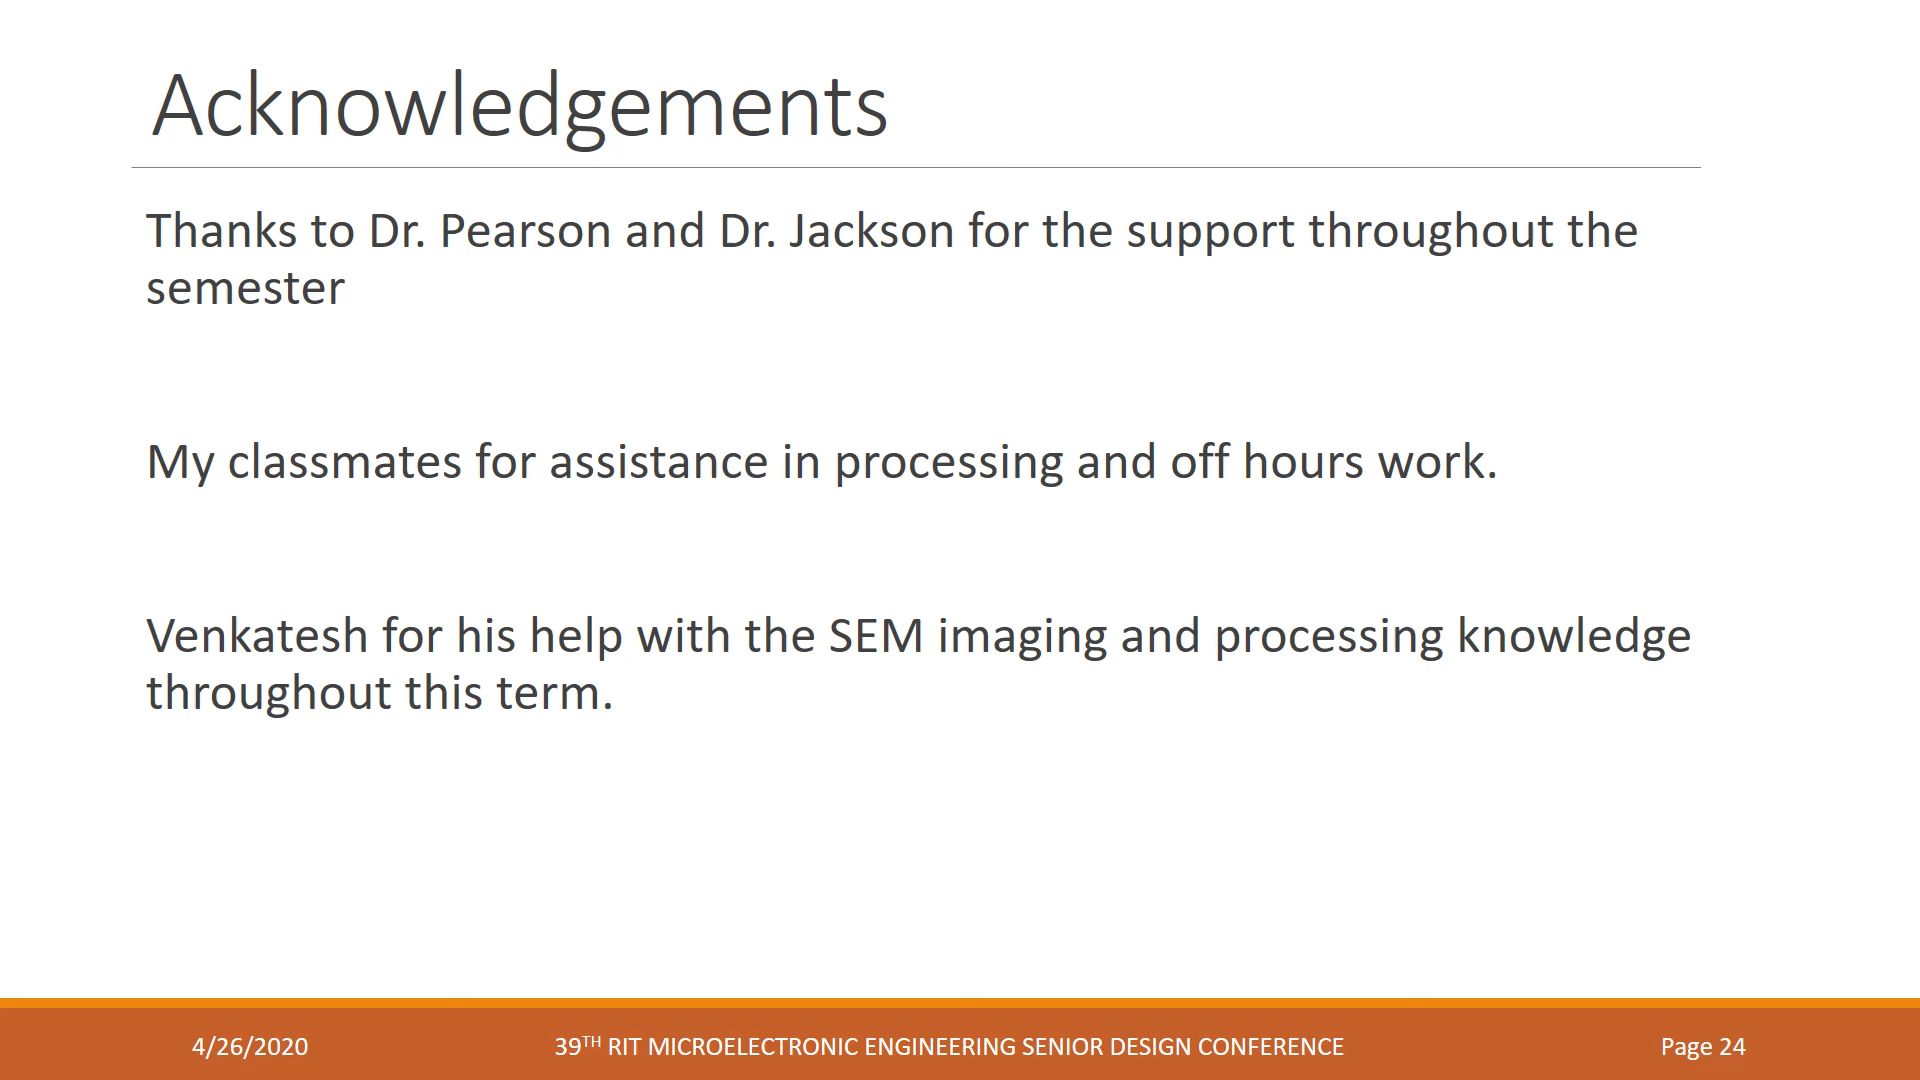 Acknowledgements
Thanks to Dr. Pearson and Dr. Jackson for the support throughout the
semester
My classmates for assistance in processing and off hours work.
Venkatesh for his help with the SEM imaging and processing knowledge
throughout this term.
4/26/2020 39TH RIT MICROELECTRONIC ENGINEERING SENIOR DESIGN CONFERENCE Page 24